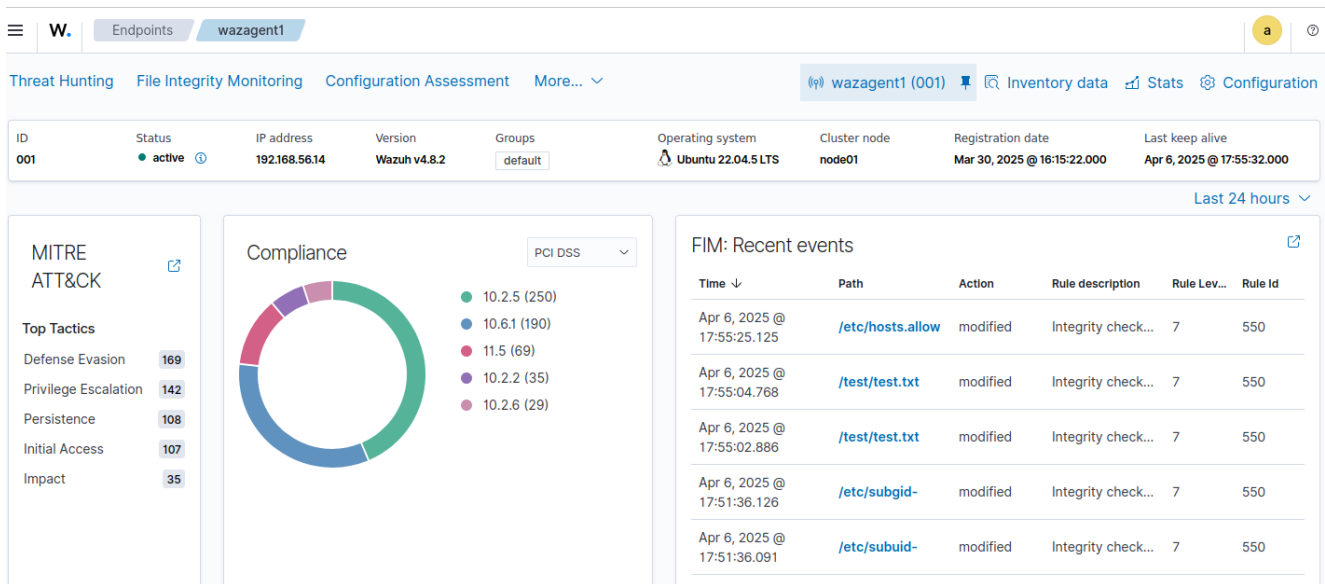 W. Endpoints wazagent1 a
Threat Hunting File Integrity Monitoring Configuration Assessment More... wazagent1 (001) Inventory data Stats Configuration
ID Status IP address Version Groups Operating system Cluster node Registration date Last keep alive
001 active 192.168.56.14 Wazuh v4.8.2 default Ubuntu 22.04.5 LTS node01 Mar 30, 2025 @ 16:15:22.000 Apr 6, 2025 @ 17:55:32.000
Last 24 hours
MITRE
ATT&CK
Top Tactics
Defense Evasion 169
Privilege Escalation 142
Persistence 108
Initial Access 107
Impact 35
Compliance PCI DSS
10.2.5 (250)
10.6.1 (190)
11.5 (69)
10.2.2 (35)
10.2.6 (29)
FIM: Recent events
Time Path Action Rule description Rule Lev... Rule Id
Apr 6, 2025 @
17:55:25.125 /etc/hosts.allow modified Integrity check... 7 550
Apr 6, 2025 @
17:55:04.768 /test/test.txt modified Integrity check... 7 550
Apr 6, 2025 @
17:55:02.886 /test/test.txt modified Integrity check... 7 550
Apr 6, 2025 @
17:51:36.126 /etc/subgid- modified Integrity check... 7 550
Apr 6, 2025 @
17:51:36.091 /etc/subuid- modified Integrity check... 7 550